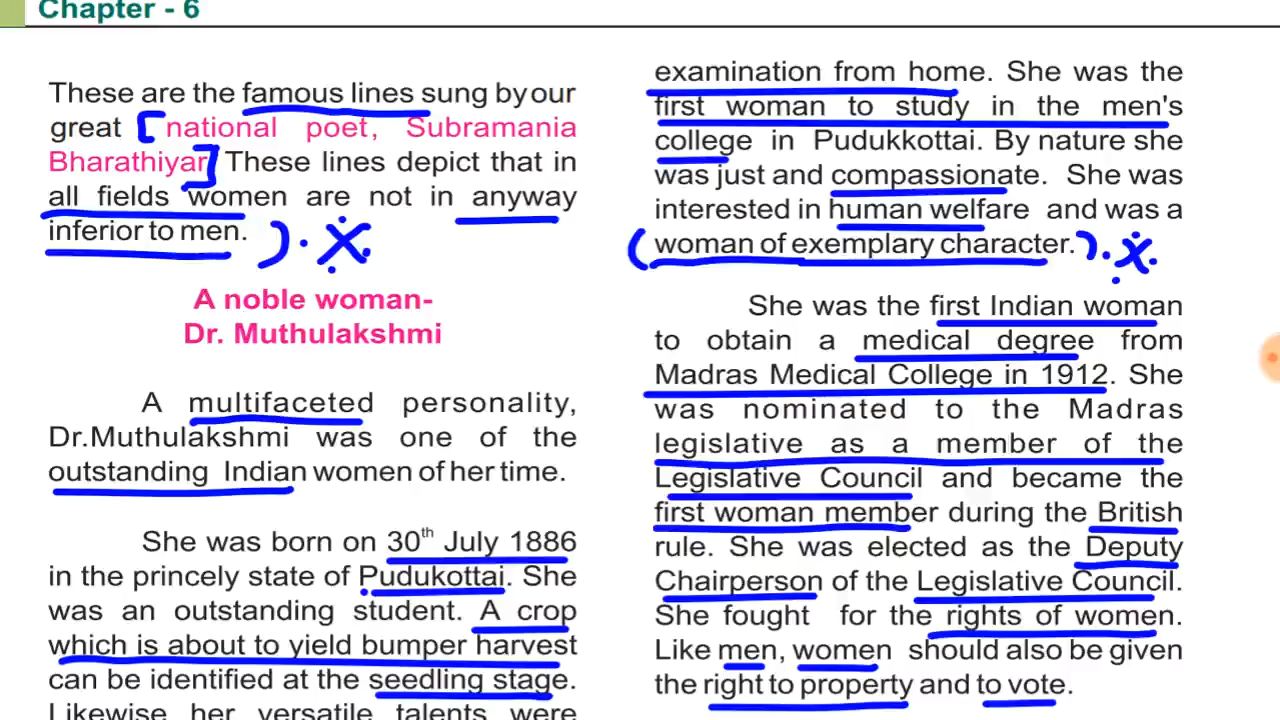 Chapter - 6
These are the famous lines sung by our
great national poet, Subramania
Bharathiyar These lines depict that in
all fields women are not in anyway
inferior to men.
A noble woman-
Dr. Muthulakshmi
A multifaceted personality,
Dr.Muthulakshmi was one of the
outstanding Indian women of her time.
She was born on 30th July 1886
in the princely state of Pudukottai. She
was an outstanding student. A crop
which is about to yield bumper harvest
can be identified at the seedling stage.
Likewise her versatile talents were
examination from home. She was the
first woman to study in the men's
college in Pudukkottai. By nature she
was just and compassionate. She was
interested in human welfare and was a
woman of exemplary character.
She was the first Indian woman
to obtain a medical degree from
Madras Medical College in 1912. She
was nominated to the Madras
legislative as a member of the
Legislative Council and became the
first woman member during the British
rule. She was elected as the Deputy
Chairperson of the Legislative Council.
She fought for the rights of women.
Like men, women should also be given
the right to property and to vote.